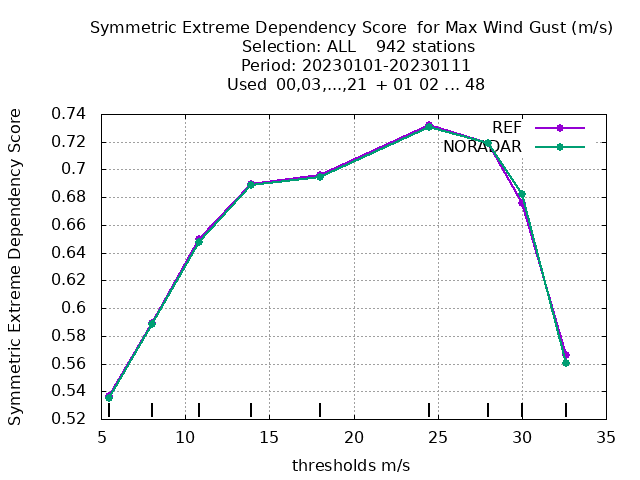 Symmetric Extreme Dependency Score  for Max Wind Gust (m/s)
Selection: ALL    942 stations
Period: 20230101-20230111
Used  00,03,...,21  + 01 02 ... 48
Symmetric Extreme Dependency Score
0.74
0.72
0.7
0.68
0.66
0.64
0.62
0.6
0.58
0.56
0.54
0.52
REF
NORADAR
5
10
15
20
25
30
35
thresholds m/s